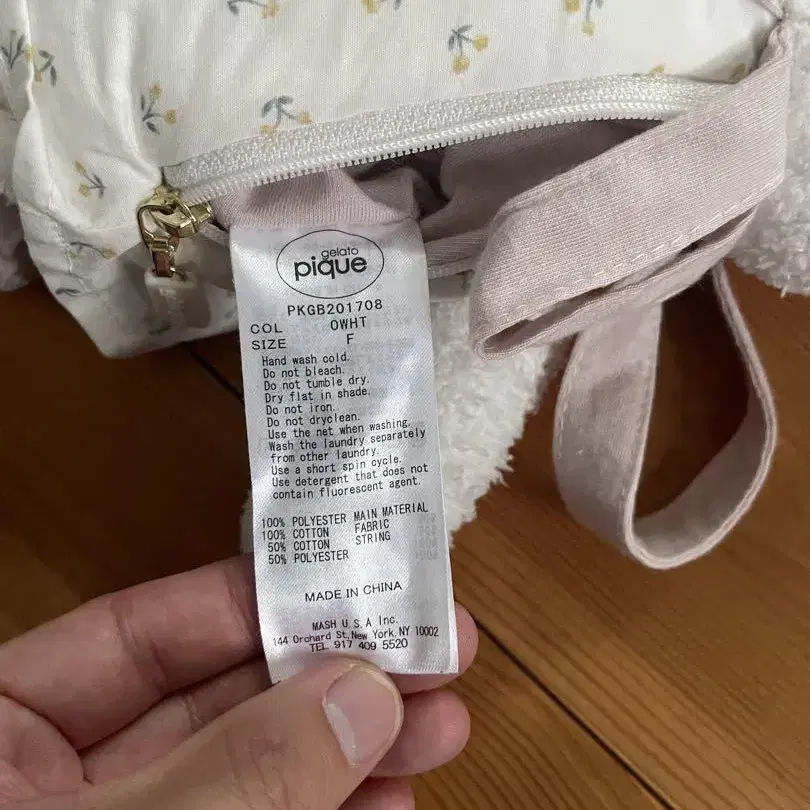 gelato
pique
PKGB201708
COL OWHT
SIZE F
Hand wash cold.
Do not bleach.
Do not tumble dry.
Dry flat in shade.
Do not iron.
Do not dryclean.
Use the net when washing.
Wash the laundry separately
from other laundry.
Use a short spin cycle.
Use detergent that does not
contain fluorescent agent.
100% POLYESTER MAIN MATERIAL
100% COTTON FABRIC
50% COTTON STRING
50% POLYESTER
MADE IN CHINA
MASH U.S.A Inc.
144 Orchard St, New York, NY 10002
TEL 917 409 5520